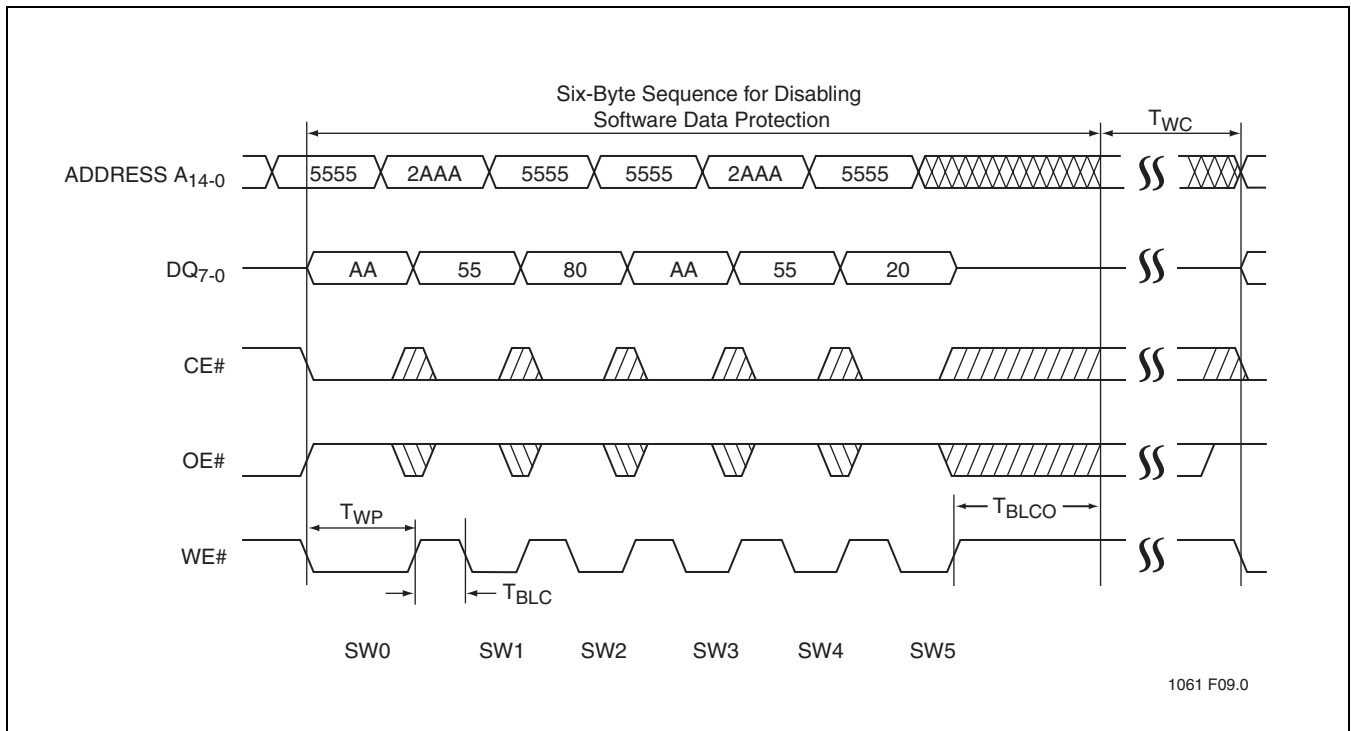 Six-Byte Sequence for Disabling
Software Data Protection
TWC
ADDRESS A14-0
5555 2AAA 5555 5555 2AAA 5555
DQ7-0
AA 55 80 AA 55 20
CE#
OE#
TWP
TBLCO
WE#
TBLC
SW0 SW1 SW2 SW3 SW4 SW5
1061 F09.0